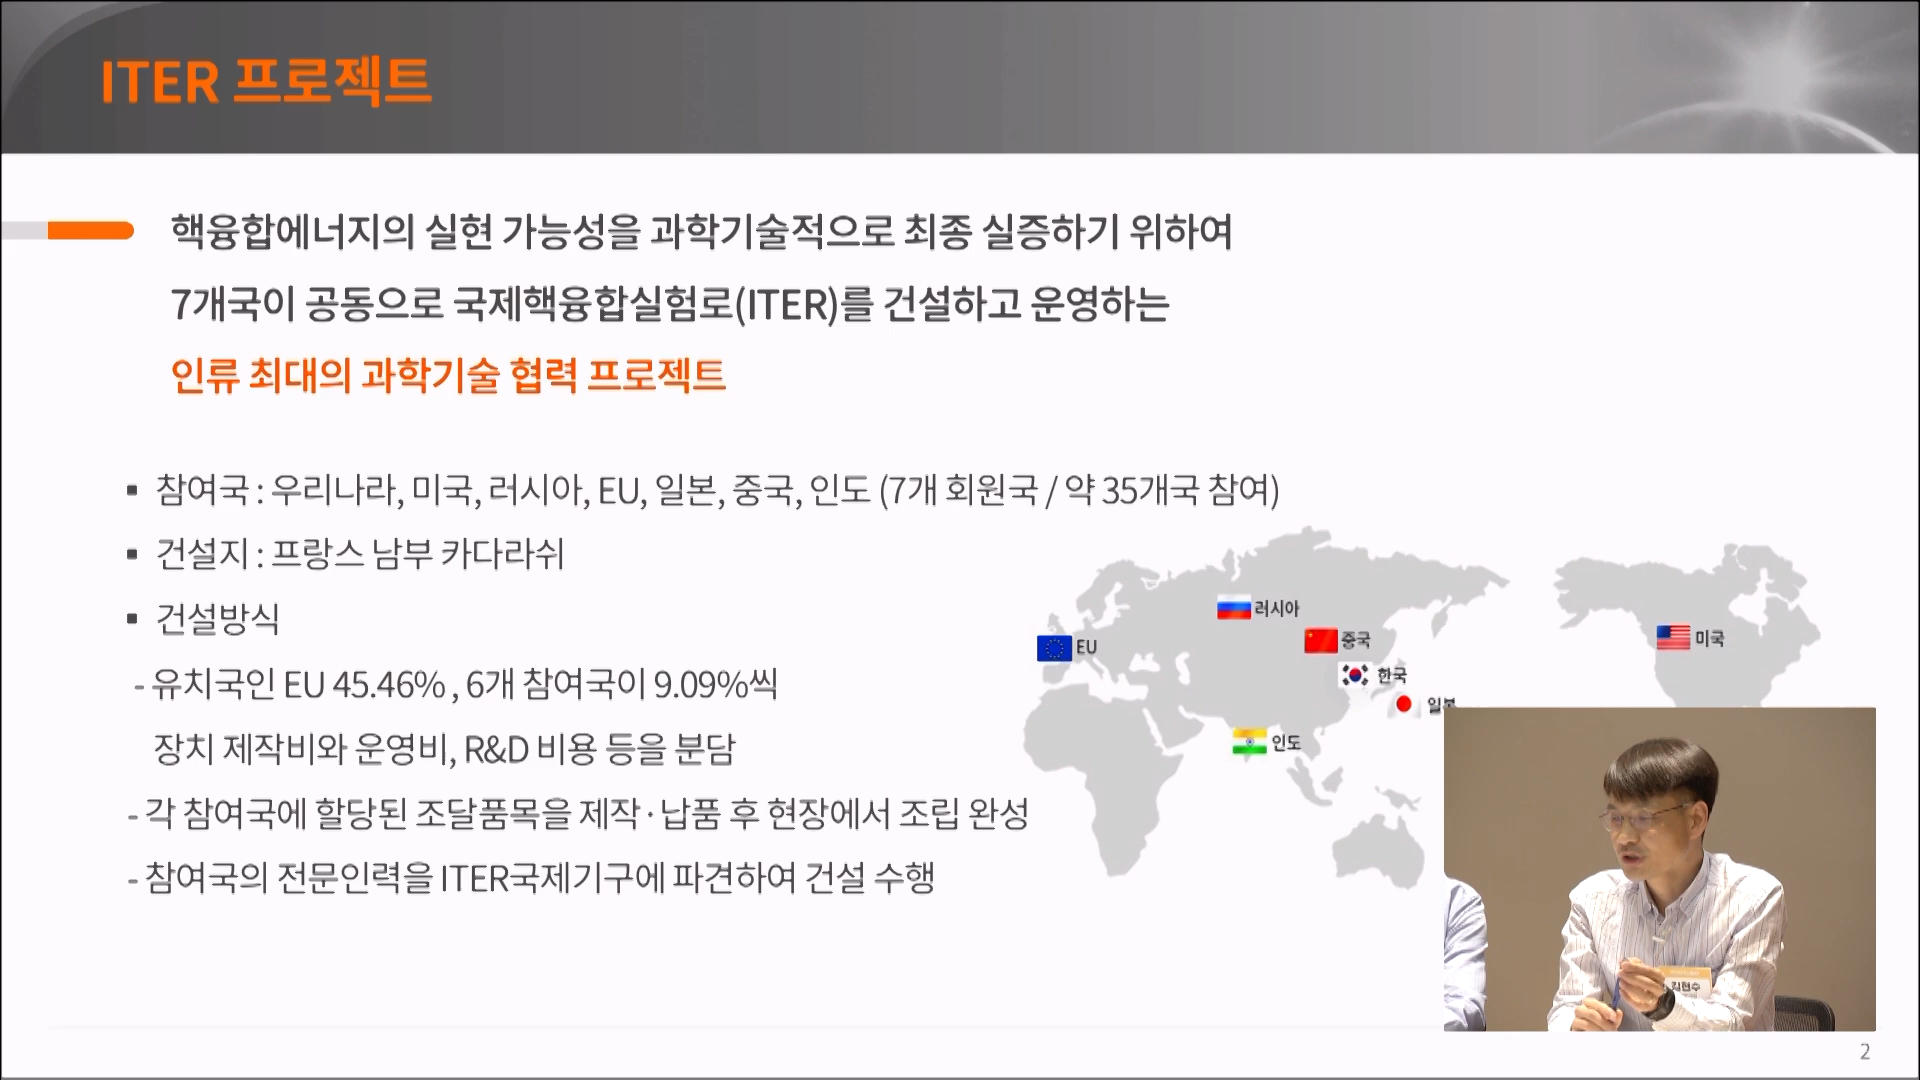 ITER 프로젝트
핵융합에너지의 실현 가능성을 과학기술적으로 최종 실증하기 위하여
7개국이 공동으로 국제핵융합실험로(ITER)를 건설하고 운영하는
인류 최대의 과학기술 협력 프로젝트
▪ 참여국 : 우리나라, 미국, 러시아, EU, 일본, 중국, 인도 (7개 회원국 / 약 35개국 참여)
▪ 건설지 : 프랑스 남부 카다라쉬
▪ 건설방식
- 유치국인 EU 45.46% , 6개 참여국이 9.09%씩
장치 제작비와 운영비, R&D 비용 등을 분담
- 각 참여국에 할당된 조달품목을 제작·납품 후 현장에서 조립 완성
- 참여국의 전문인력을 ITER국제기구에 파견하여 건설 수행
러시아
EU
중국
미국
한국
일본
인도
김현수
2